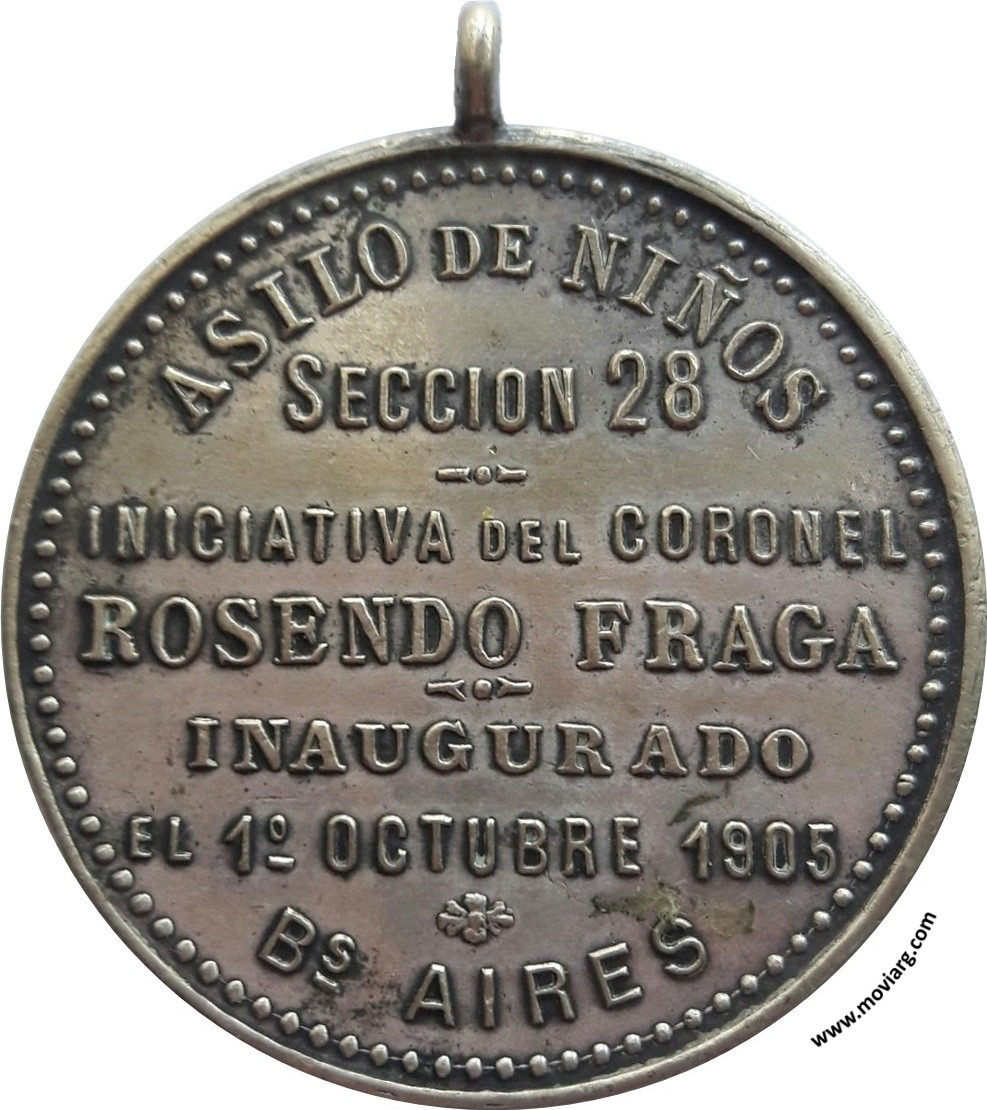 ASILO DE NIÑOS
SECCION 28
INICIATIVA DEL CORONEL
ROSENDO FRAGA
INAUGURADO
EL 1º OCTUBRE 1905
Bs AIRES
www.moviarg.com